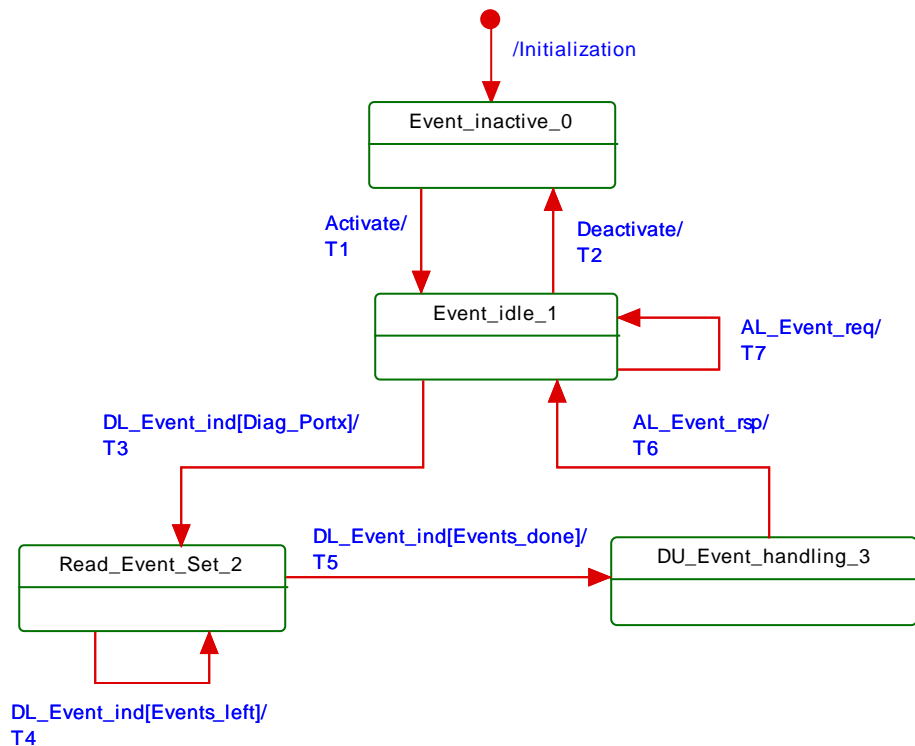 /Initialization
Event_inactive_0
Activate/
T1
Deactivate/
T2
Event_idle_1
AL_Event_req/
T7
DL_Event_ind[Diag_Portx]/
T3
AL_Event_rsp/
T6
Read_Event_Set_2
DL_Event_ind[Events_done]/
T5
DU_Event_handling_3
DL_Event_ind[Events_left]/
T4